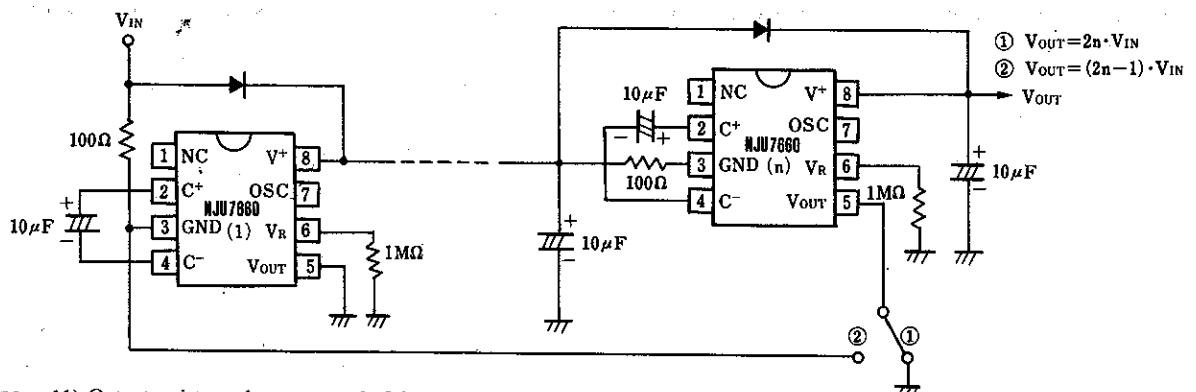 VIN
① VOUT=2n·VIN
② VOUT=(2n−1)·VIN
VOUT
100Ω
1 NC V+ 8
2 C+ OSC 7
3 GND (1) VR 6
4 C− VOUT 5
NJU7660
10μF
+
−
1MΩ
10μF
+
−
10μF
− +
100Ω
1 NC V+ 8
2 C+ OSC 7
3 GND (n) VR 6
4 C− VOUT 5
NJU7660
1MΩ
+
−
10μF
② ①